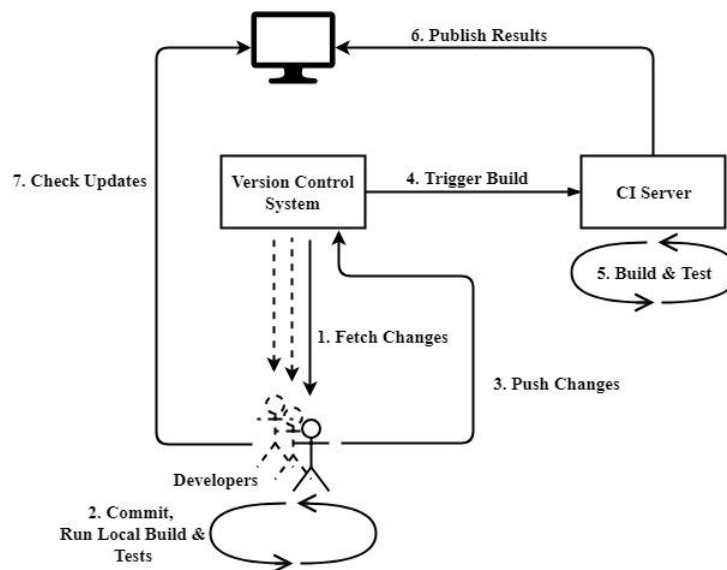 6. Publish Results
7. Check Updates
Version Control
System
4. Trigger Build
CI Server
5. Build & Test
1. Fetch Changes
3. Push Changes
Developers
2. Commit,
Run Local Build &
Tests